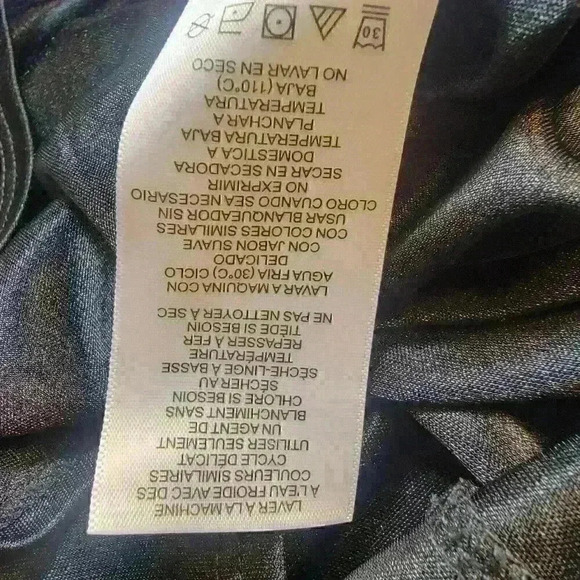 LAVER À LA MACHINE
A L'EAU FROIDE AVEC DES
COULEURS SIMILAIRES
CYCLE DÉLICAT
UTILISER SEULEMENT
UN AGENT DE
BLANCHIMENT SANS
CHLORE SI BESOIN
SÉCHER AU
SÈCHE-LINGE À BASSE
TEMPÉRATURE
REPASSER À FER
TIÈDE SI BESOIN
NE PAS NETTOYER À SEC
LAVAR A MAQUINA CON
AGUA FRIA (30°C) CICLO
DELICADO
CON JABON SUAVE
CON COLORES SIMILARES
USAR BLANQUEADOR SIN
CLORO CUANDO SEA NECESARIO
NO EXPRIMIR
SECAR EN SECADORA
DOMESTICA A
TEMPERATURA BAJA
PLANCHAR A
TEMPERATURA
BAJA (110°C)
NO LAVAR EN SECO
30